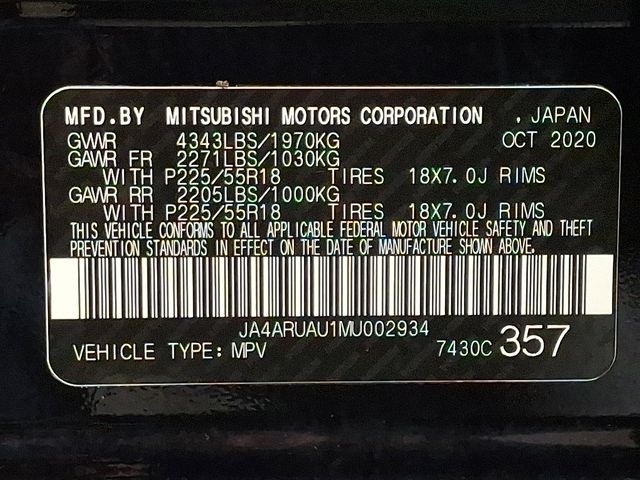 MFD.BY MITSUBISHI MOTORS CORPORATION , JAPAN
GVWR 4343LBS/1970KG OCT 2020
GAWR FR 2271LBS/1030KG
WITH P225/55R18 TIRES 18X7.0J RIMS
GAWR RR 2205LBS/1000KG
WITH P225/55R18 TIRES 18X7.0J RIMS
THIS VEHICLE CONFORMS TO ALL APPLICABLE FEDERAL MOTOR VEHICLE SAFETY AND THEFT
PREVENTION STANDARDS IN EFFECT ON THE DATE OF MANUFACTURE SHOWN ABOVE.
JA4ARUAU1MU002934
VEHICLE TYPE: MPV 7430C 357